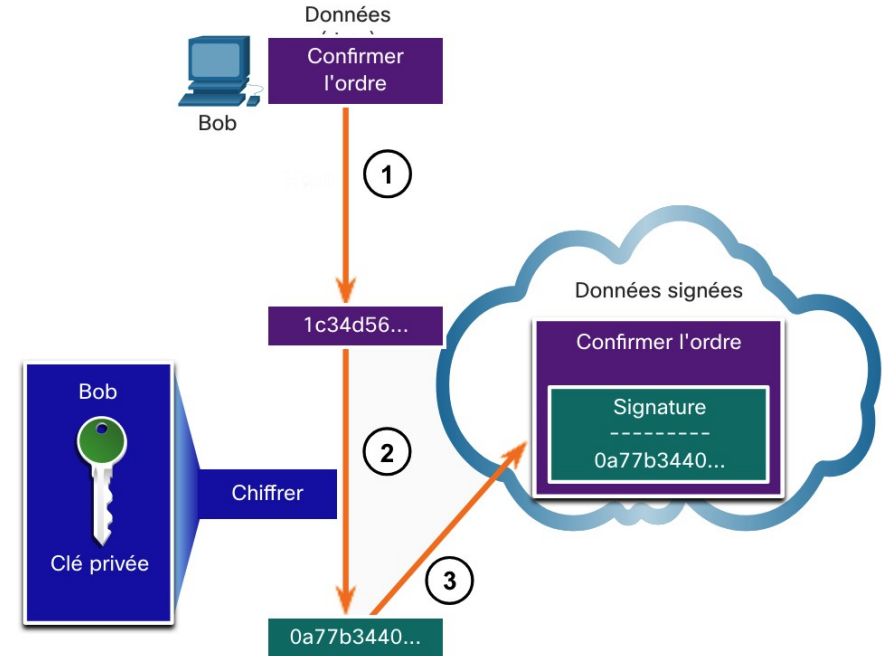 Données
Confirmer
l'ordre
Bob
1
1c34d56...
Données signées
Confirmer l'ordre
Signature
---------
0a77b3440...
Bob
2
Chiffrer
Clé privée
3
0a77b3440...